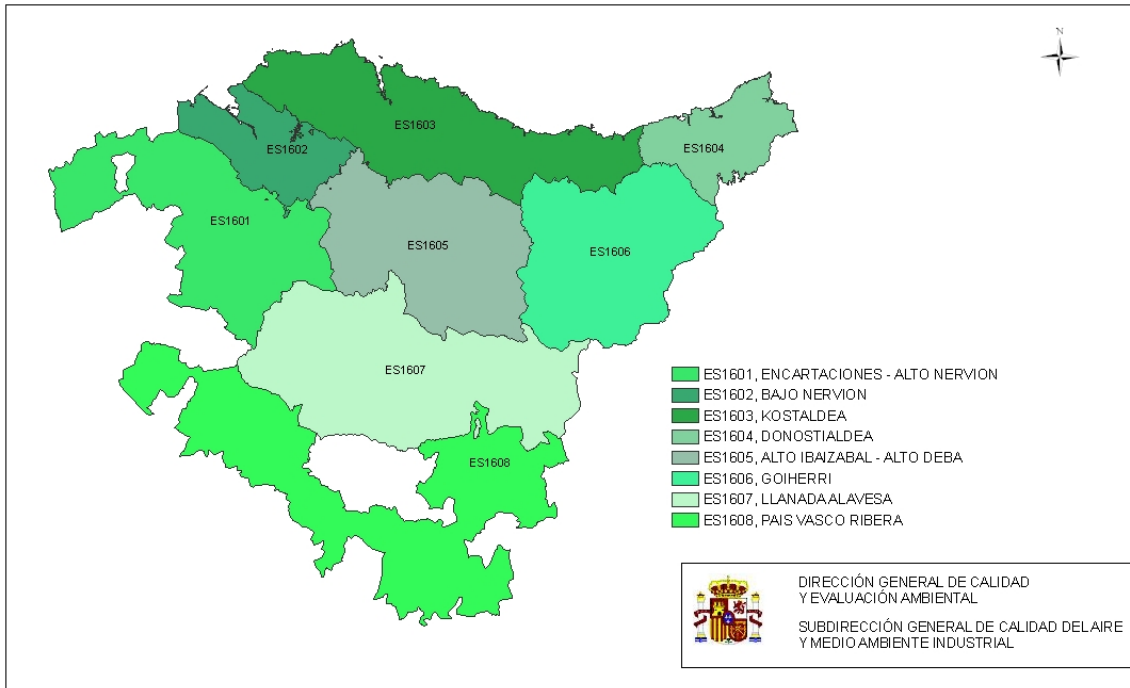 N
ES1603
ES1602
ES1604
ES1601
ES1605
ES1606
ES1607
ES1608
ES1601, ENCARTACIONES - ALTO NERVION
ES1602, BAJO NERVION
ES1603, KOSTALDEA
ES1604, DONOSTIALDEA
ES1605, ALTO IBAIZABAL - ALTO DEBA
ES1606, GOIHERRI
ES1607, LLANADA ALAVESA
ES1608, PAIS VASCO RIBERA
DIRECCIÓN GENERAL DE CALIDAD
Y EVALUACIÓN AMBIENTAL
SUBDIRECCIÓN GENERAL DE CALIDAD DEL AIRE
Y MEDIO AMBIENTE INDUSTRIAL